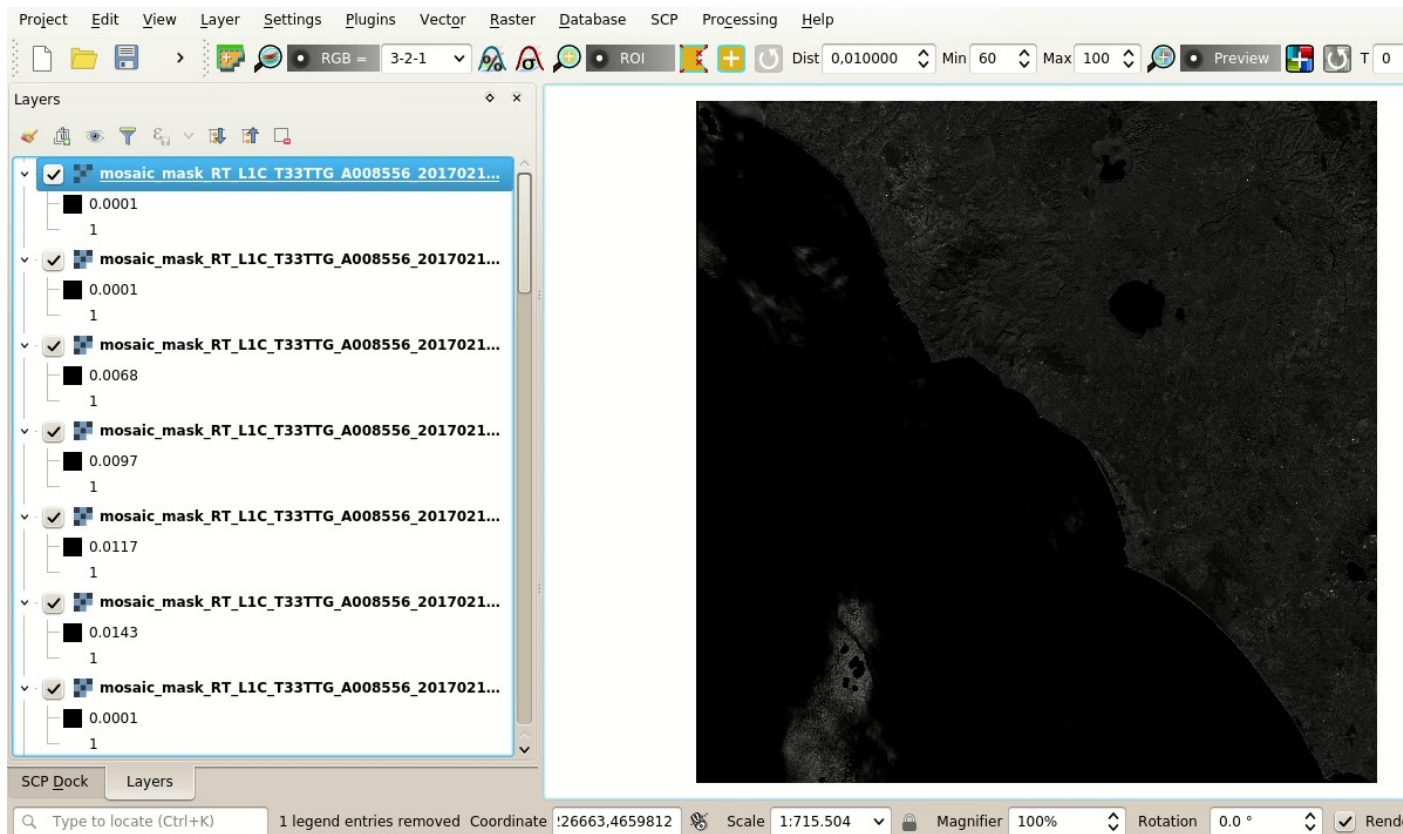 Project Edit View Layer Settings Plugins Vector Raster Database SCP Processing Help
RGB = 3-2-1 ROI Dist 0,010000 Min 60 Max 100 Preview T 0
Layers
mosaic_mask_RT_L1C_T33TTG_A008556_2017021...
0.0001
1
mosaic_mask_RT_L1C_T33TTG_A008556_2017021...
0.0001
1
mosaic_mask_RT_L1C_T33TTG_A008556_2017021...
0.0068
1
mosaic_mask_RT_L1C_T33TTG_A008556_2017021...
0.0097
1
mosaic_mask_RT_L1C_T33TTG_A008556_2017021...
0.0117
1
mosaic_mask_RT_L1C_T33TTG_A008556_2017021...
0.0143
1
mosaic_mask_RT_L1C_T33TTG_A008556_2017021...
0.0001
1
SCP Dock Layers
Type to locate (Ctrl+K) 1 legend entries removed Coordinate 26663,4659812 Scale 1:715.504 Magnifier 100% Rotation 0.0 ° Rend